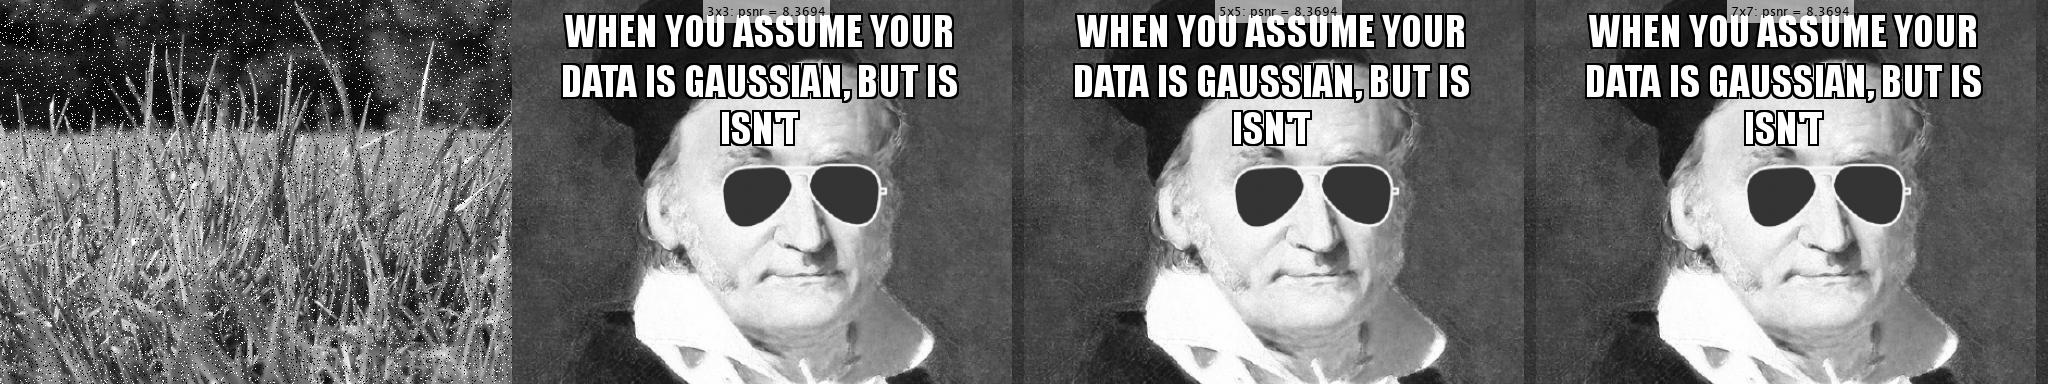 3x3: psnr = 8.3694
WHEN YOU ASSUME YOUR
DATA IS GAUSSIAN, BUT IS
ISN'T
5x5: psnr = 8.3694
WHEN YOU ASSUME YOUR
DATA IS GAUSSIAN, BUT IS
ISN'T
7x7: psnr = 8.3694
WHEN YOU ASSUME YOUR
DATA IS GAUSSIAN, BUT IS
ISN'T